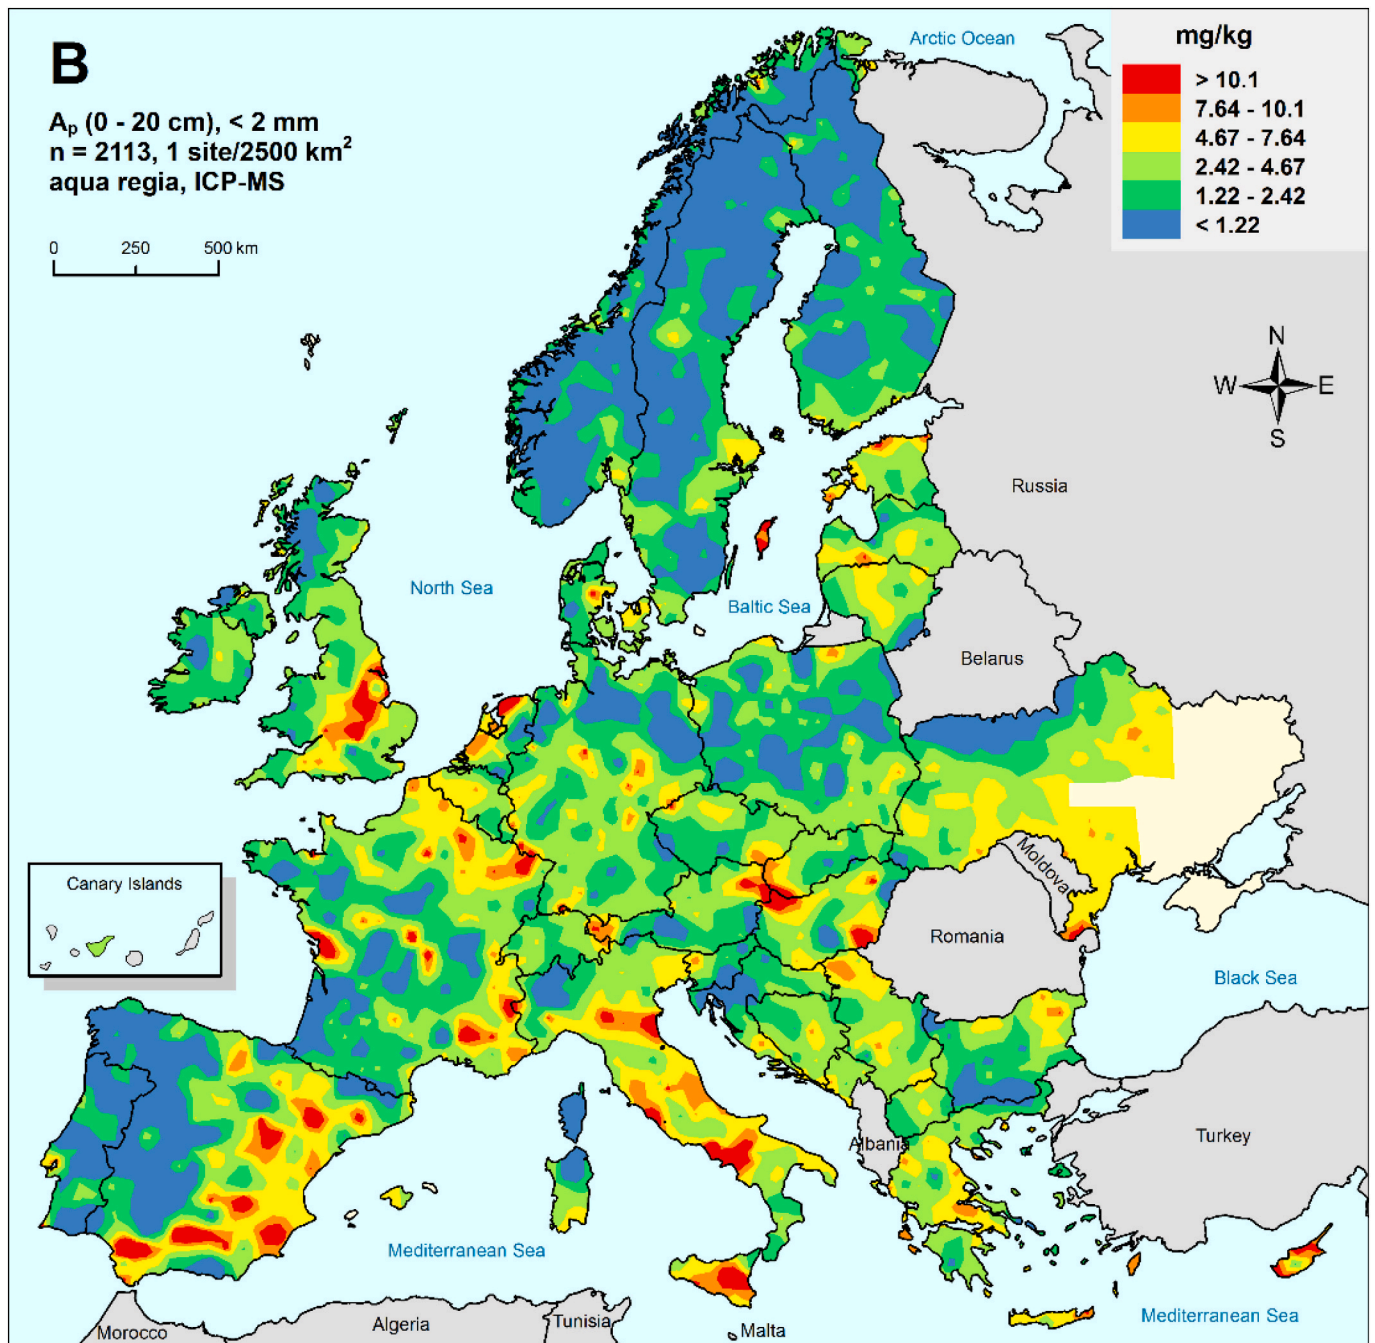 B
Aₚ (0 - 20 cm), < 2 mm
n = 2113, 1 site/2500 km²
aqua regia, ICP-MS
0 250 500 km
mg/kg
> 10.1
7.64 - 10.1
4.67 - 7.64
2.42 - 4.67
1.22 - 2.42
< 1.22
Arctic Ocean
N
W E
S
Russia
North Sea
Baltic Sea
Belarus
Moldova
Canary Islands
Romania
Black Sea
Albania
Turkey
Mediterranean Sea
Mediterranean Sea
Morocco
Algeria
Tunisia
Malta